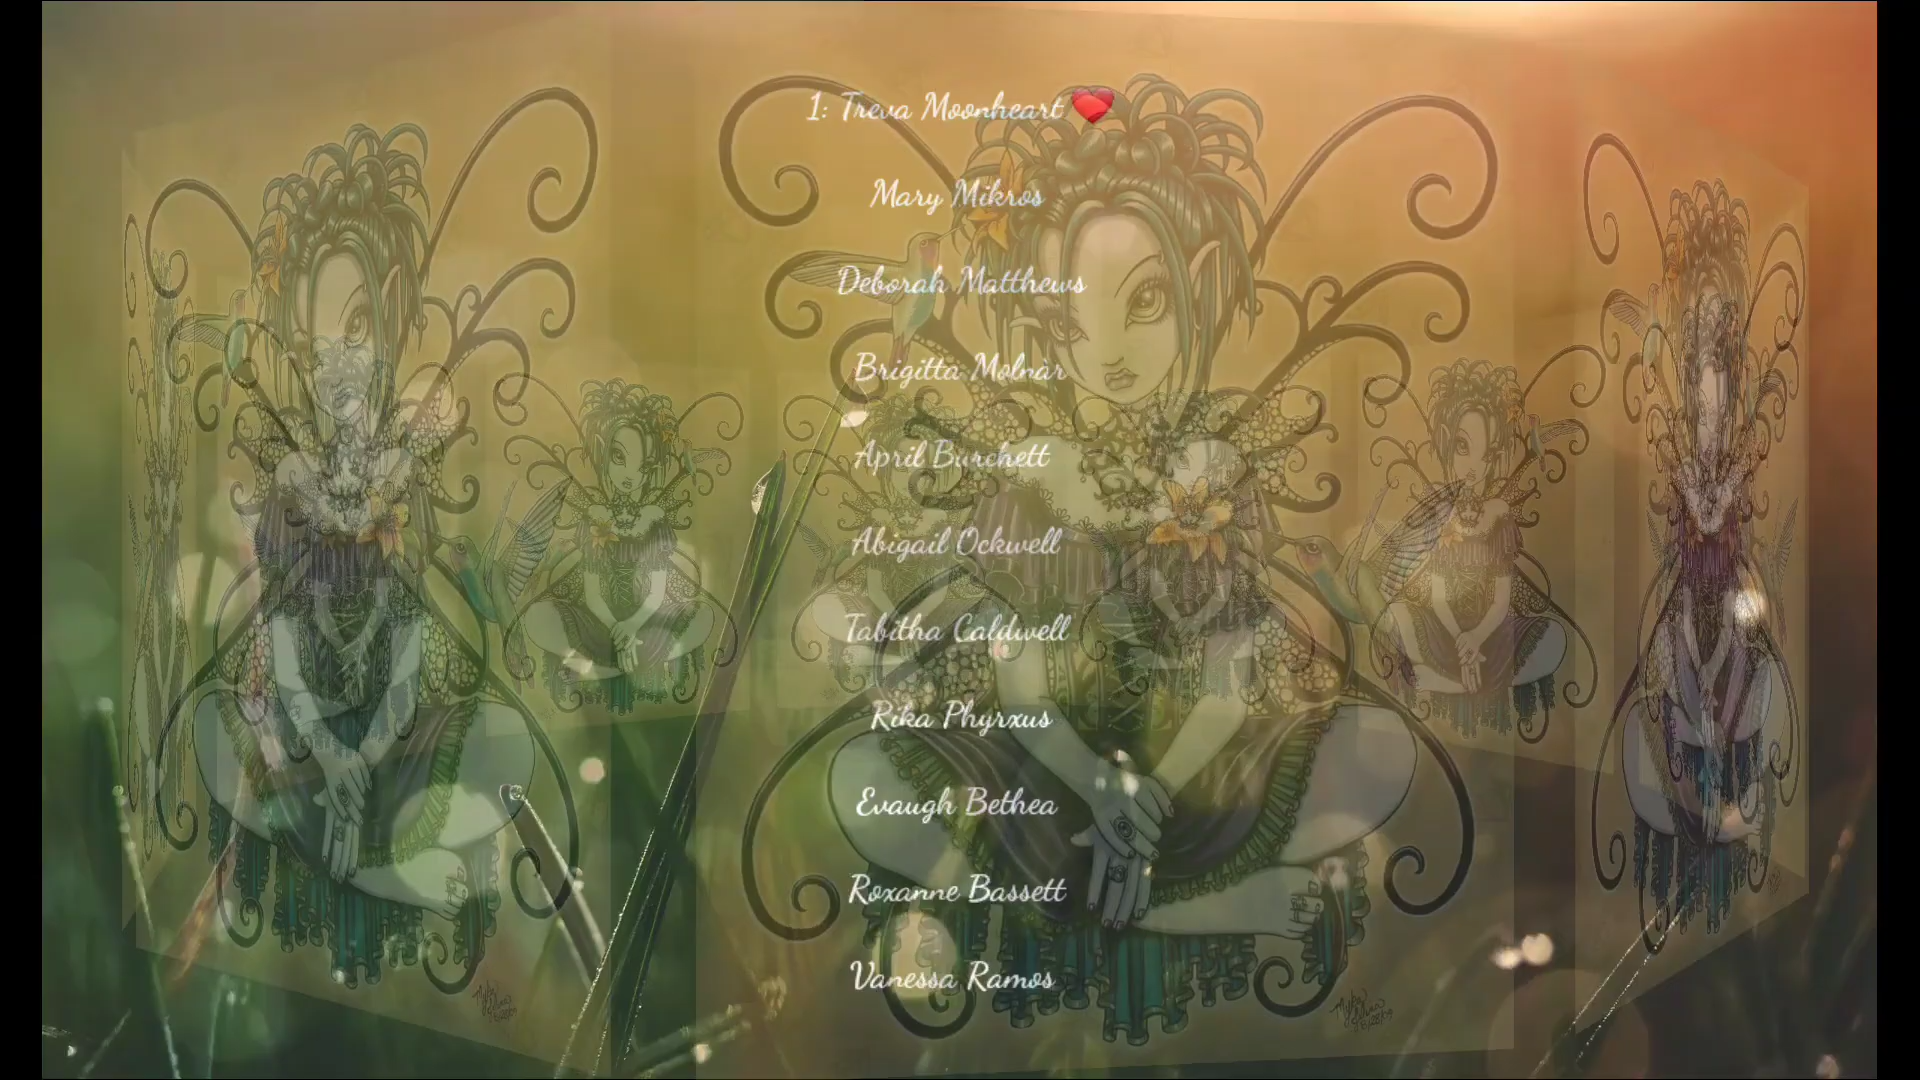 1: Treva Moonheart ❤️
Mary Mikros
Deborah Matthews
Brigitta Molnàr
April Burchett
Abigail Ockwell
Tabitha Caldwell
Rika Phyrxus
Evaugh Bethea
Roxanne Bassett
Vanessa Ramos